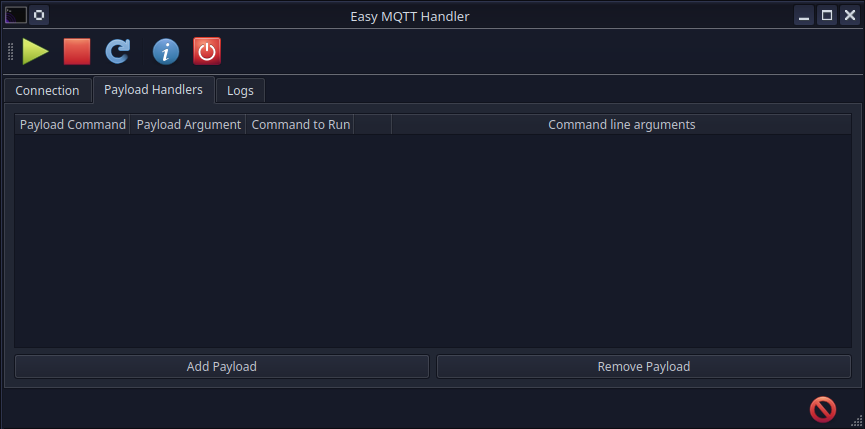 Easy MQTT Handler
Connection Payload Handlers Logs
Payload Command Payload Argument Command to Run Command line arguments
Add Payload Remove Payload